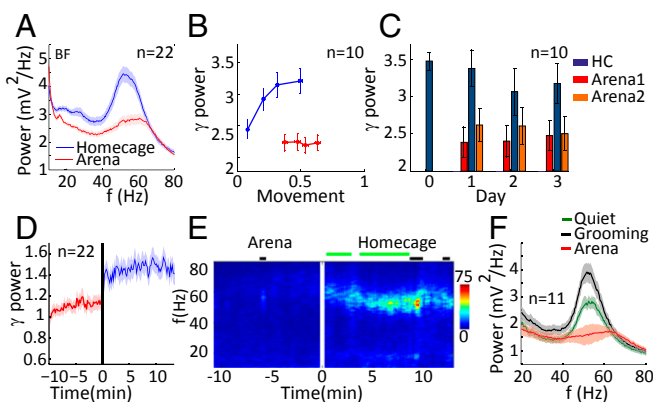 A
BF
n=22
Power (mV²/Hz)
5
4
3
2
1
Homecage
Arena
20 40 60 80
f (Hz)
B
n=10
γ power
3.5
3
2.5
2
0 0.5 1
Movement
C
n=10
γ power
3.5
3
2.5
HC
Arena1
Arena2
0 1 2 3
Day
D
n=22
γ power
1.6
1.4
1.2
1
0.8
0.6
−10 −5 0 5 10
Time(min)
E
Arena Homecage
f(Hz)
80
60
40
20
75
0
-10 -5 0 5 10
Time(min)
F
Quiet
Grooming
Arena
Power (mV²/Hz)
4
3
2
1
n=11
20 40 60 80
f (Hz)